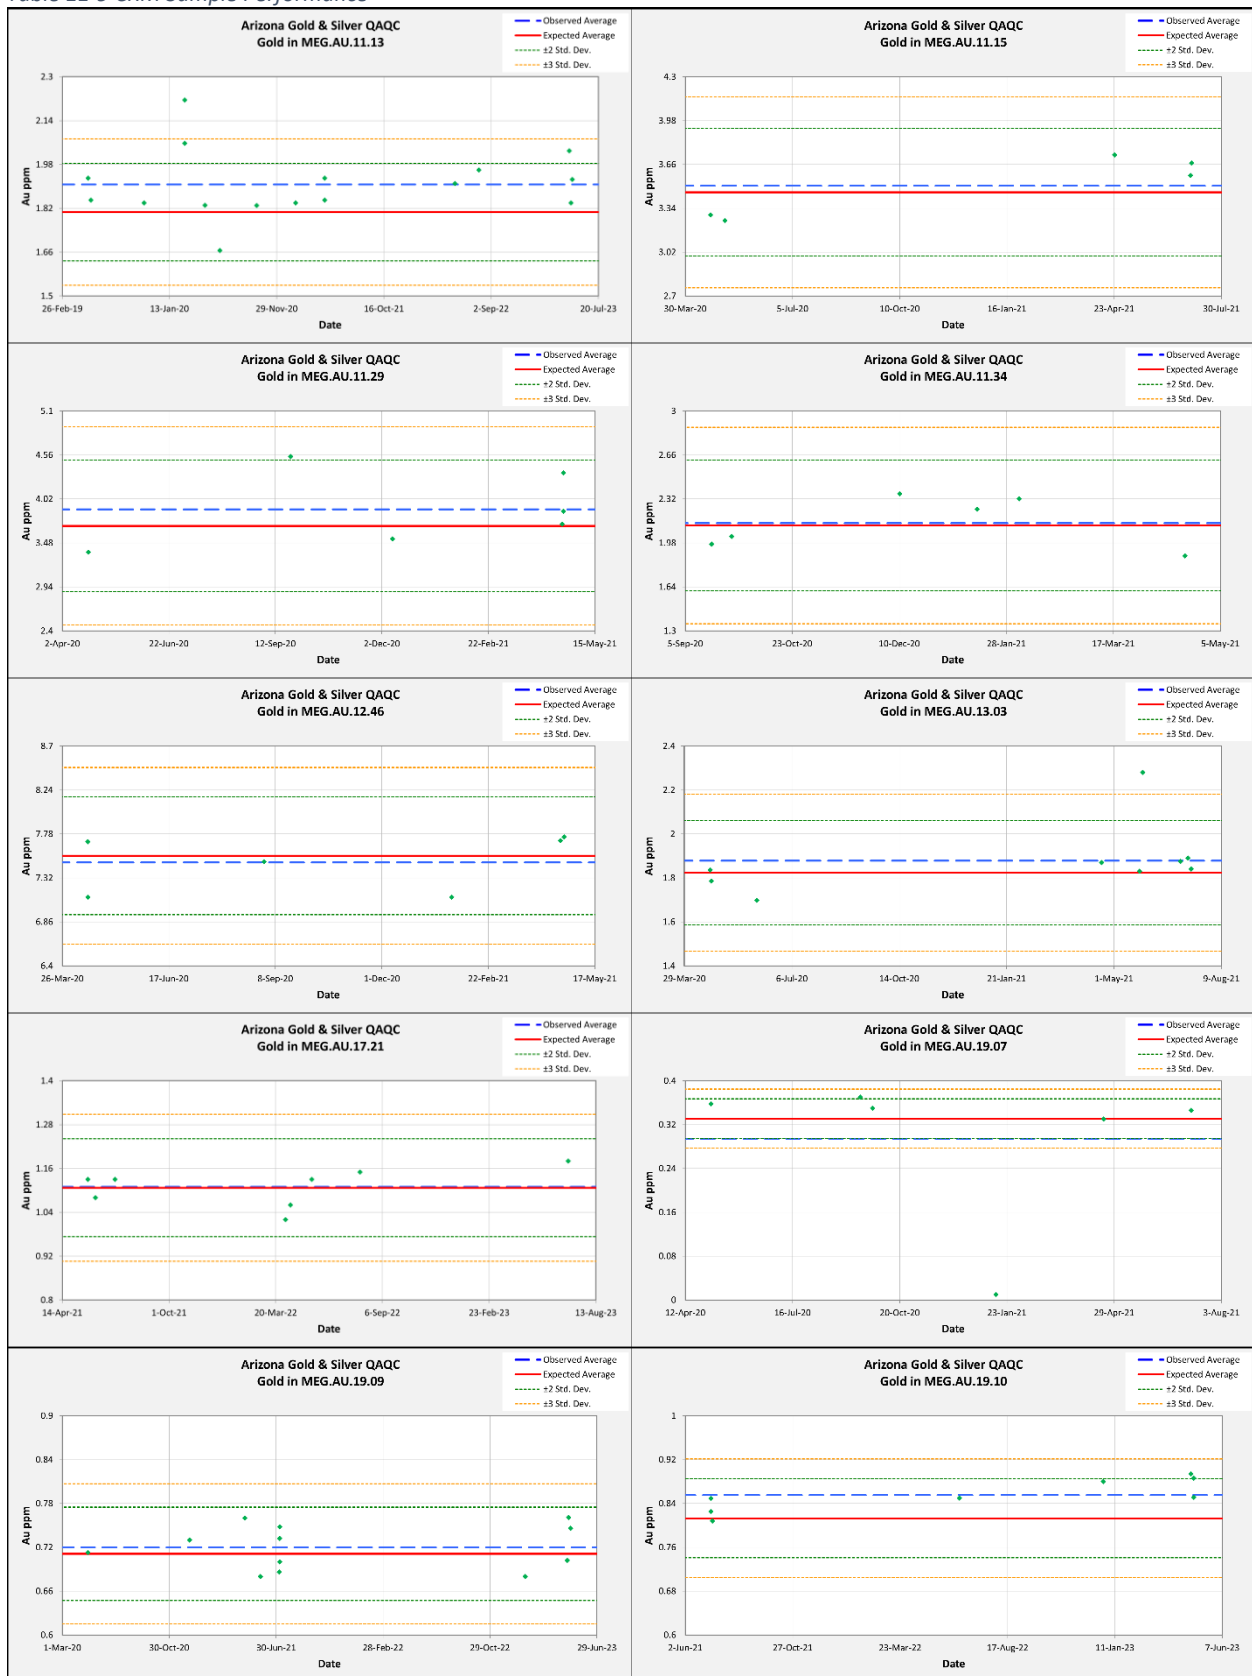 Table 11-3 CRM Sample Performance
Arizona Gold & Silver QAQC
Gold in MEG.AU.11.13
Observed Average
Expected Average
±2 Std. Dev.
±3 Std. Dev.
Au ppm
2.3
2.14
1.98
1.82
1.66
1.5
26-Feb-19 13-Jan-20 29-Nov-20 16-Oct-21 2-Sep-22 20-Jul-23
Date
Arizona Gold & Silver QAQC
Gold in MEG.AU.11.15
Observed Average
Expected Average
±2 Std. Dev.
±3 Std. Dev.
Au ppm
4.3
3.98
3.66
3.34
3.02
2.7
30-Mar-20 5-Jul-20 10-Oct-20 16-Jan-21 23-Apr-21 30-Jul-21
Date
Arizona Gold & Silver QAQC
Gold in MEG.AU.11.29
Observed Average
Expected Average
±2 Std. Dev.
±3 Std. Dev.
Au ppm
5.1
4.56
4.02
3.48
2.94
2.4
2-Apr-20 22-Jun-20 12-Sep-20 2-Dec-20 22-Feb-21 15-May-21
Date
Arizona Gold & Silver QAQC
Gold in MEG.AU.11.34
Observed Average
Expected Average
±2 Std. Dev.
±3 Std. Dev.
Au ppm
3
2.66
2.32
1.98
1.64
1.3
5-Sep-20 23-Oct-20 10-Dec-20 28-Jan-21 17-Mar-21 5-May-21
Date
Arizona Gold & Silver QAQC
Gold in MEG.AU.12.46
Observed Average
Expected Average
±2 Std. Dev.
±3 Std. Dev.
Au ppm
8.7
8.24
7.78
7.32
6.86
6.4
26-Mar-20 17-Jun-20 8-Sep-20 1-Dec-20 22-Feb-21 17-May-21
Date
Arizona Gold & Silver QAQC
Gold in MEG.AU.13.03
Observed Average
Expected Average
±2 Std. Dev.
±3 Std. Dev.
Au ppm
2.4
2.2
2
1.8
1.6
1.4
29-Mar-20 6-Jul-20 14-Oct-20 21-Jan-21 1-May-21 9-Aug-21
Date
Arizona Gold & Silver QAQC
Gold in MEG.AU.17.21
Observed Average
Expected Average
±2 Std. Dev.
±3 Std. Dev.
Au ppm
1.4
1.28
1.16
1.04
0.92
0.8
14-Apr-21 1-Oct-21 20-Mar-22 6-Sep-22 23-Feb-23 13-Aug-23
Date
Arizona Gold & Silver QAQC
Gold in MEG.AU.19.07
Observed Average
Expected Average
±2 Std. Dev.
±3 Std. Dev.
Au ppm
0.4
0.32
0.24
0.16
0.08
0
12-Apr-20 16-Jul-20 20-Oct-20 23-Jan-21 29-Apr-21 3-Aug-21
Date
Arizona Gold & Silver QAQC
Gold in MEG.AU.19.09
Observed Average
Expected Average
±2 Std. Dev.
±3 Std. Dev.
Au ppm
0.9
0.84
0.78
0.72
0.66
0.6
1-Mar-20 30-Oct-20 30-Jun-21 28-Feb-22 29-Oct-22 29-Jun-23
Date
Arizona Gold & Silver QAQC
Gold in MEG.AU.19.10
Observed Average
Expected Average
±2 Std. Dev.
±3 Std. Dev.
Au ppm
1
0.92
0.84
0.76
0.68
0.6
2-Jun-21 27-Oct-21 23-Mar-22 17-Aug-22 11-Jan-23 7-Jun-23
Date